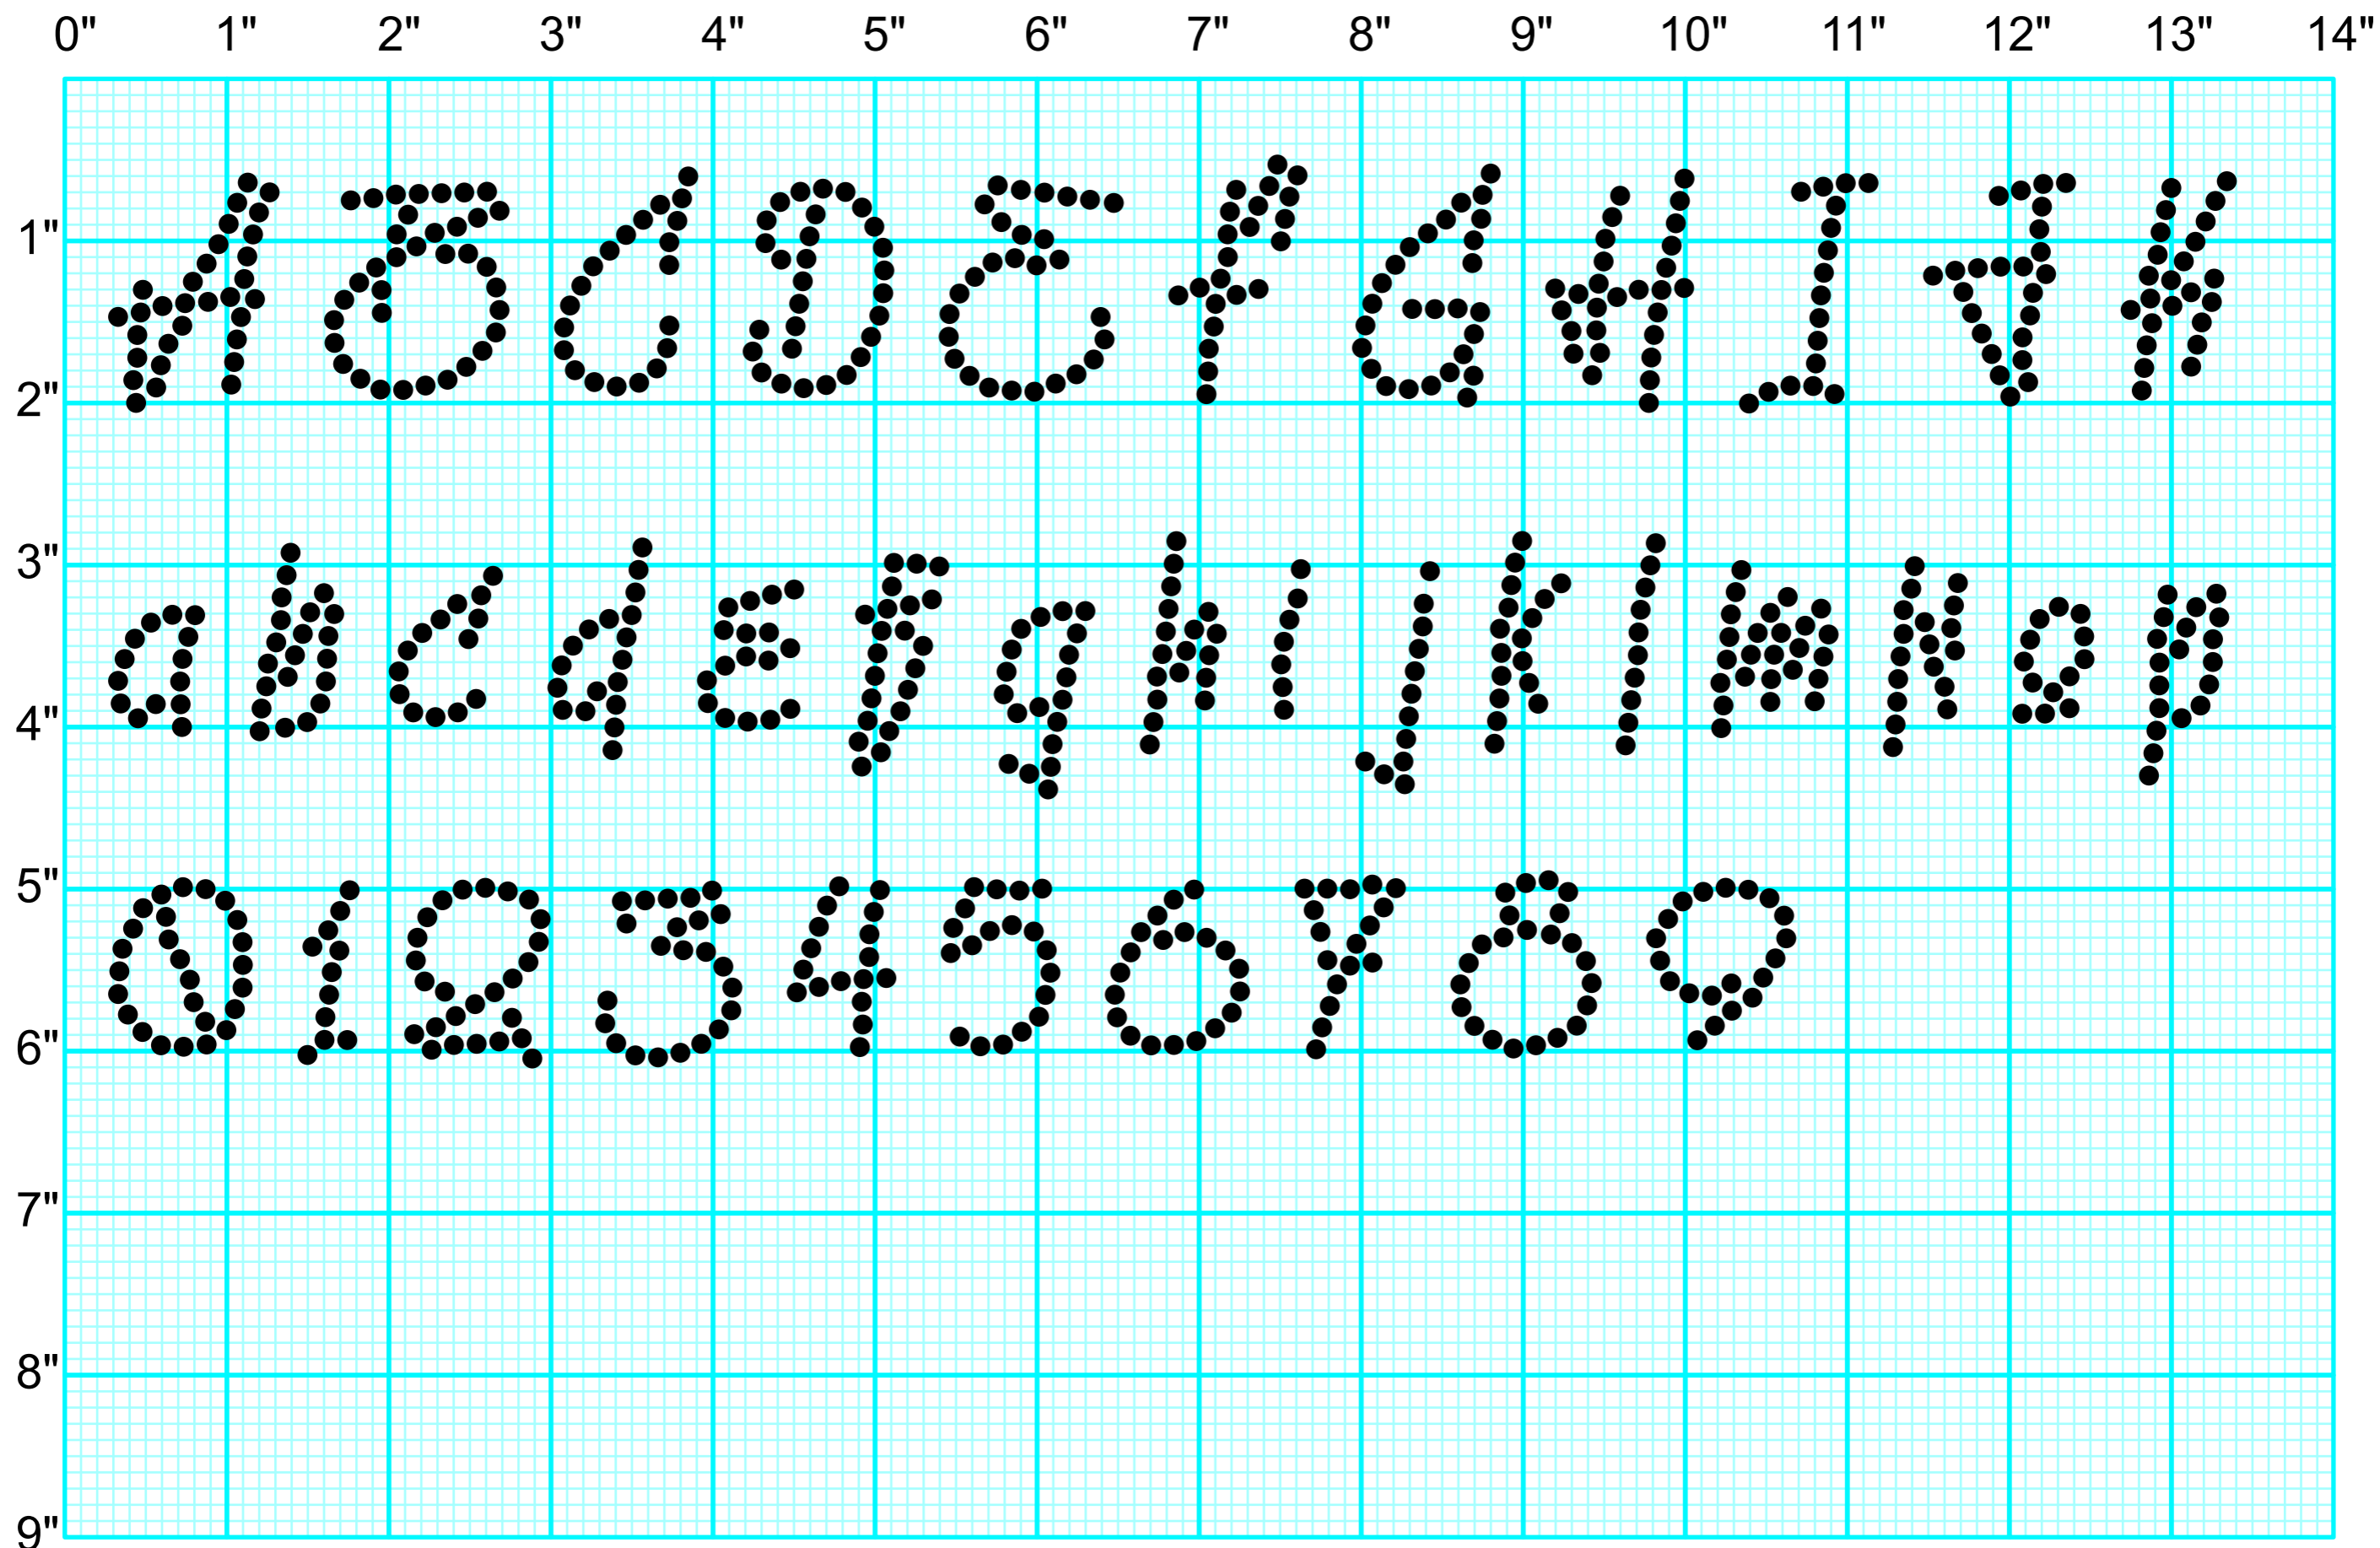 0" 1" 2" 3" 4" 5" 6" 7" 8" 9" 10" 11" 12" 13" 14"
A B C D E F G H I J K
1"
2"
3"
a b c d e f g h i j k l m n o p
4"
5"
0 1 2 3 4 5 6 7 8 9
6"
7"
8"
9"